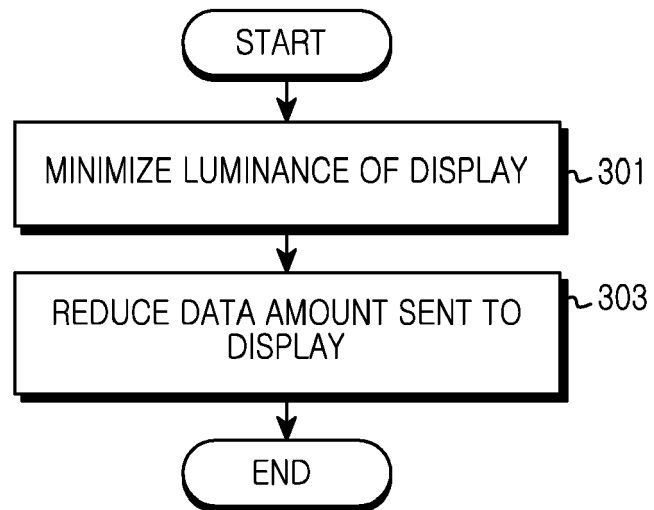 START
MINIMIZE LUMINANCE OF DISPLAY
301
REDUCE DATA AMOUNT SENT TO
DISPLAY
303
END